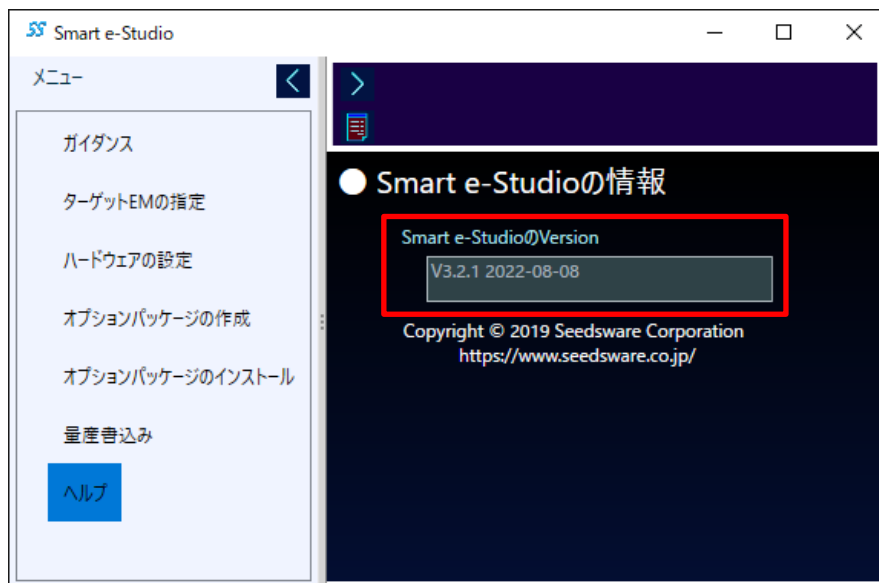 SS Smart e-Studio
メニュー
ガイダンス
ターゲットEMの指定
ハードウェアの設定
オプションパッケージの作成
オプションパッケージのインストール
量産書込み
ヘルプ
● Smart e-Studioの情報
Smart e-StudioのVersion
V3.2.1 2022-08-08
Copyright © 2019 Seedsware Corporation
https://www.seedsware.co.jp/